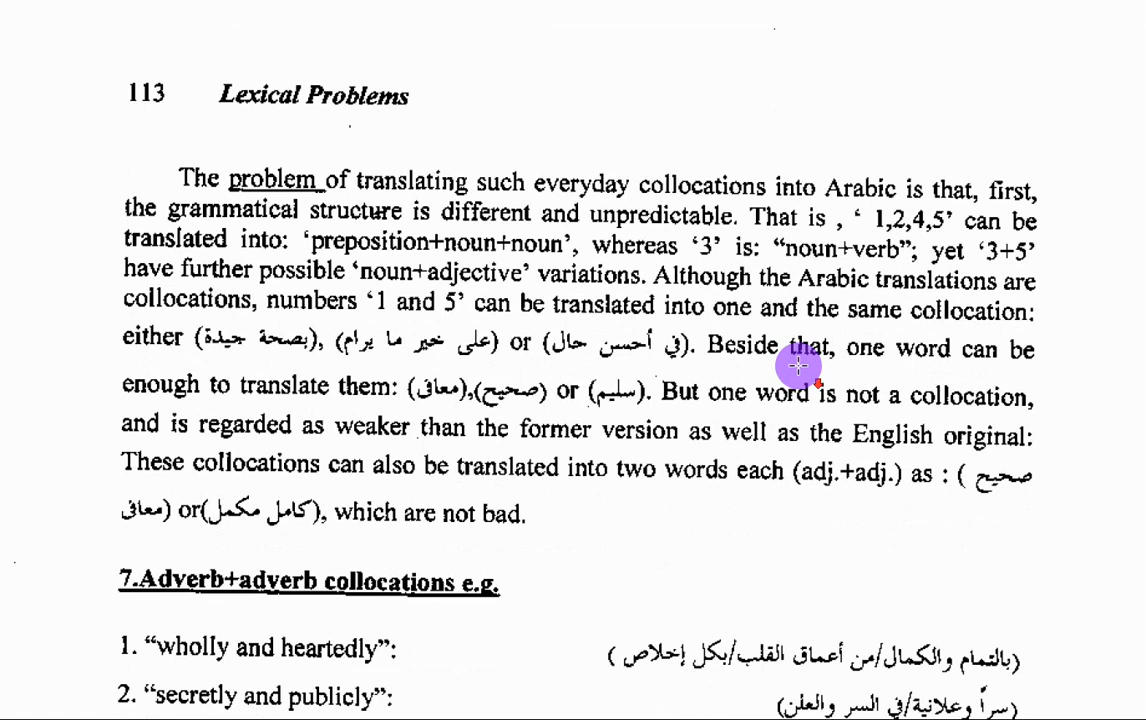 113 Lexical Problems
The problem of translating such everyday collocations into Arabic is that, first,
the grammatical structure is different and unpredictable. That is , ‘ 1,2,4,5’ can be
translated into: ‘preposition+noun+noun’, whereas ‘3’ is: “noun+verb”; yet ‘3+5’
have further possible ‘noun+adjective’ variations. Although the Arabic translations are
collocations, numbers ‘1 and 5’ can be translated into one and the same collocation:
either (بصحة جيدة), (على خير ما يرام) or (في أحسن حال). Beside that, one word can be
enough to translate them: (معافى),(صحيح) or (سليم). But one word is not a collocation,
and is regarded as weaker than the former version as well as the English original:
These collocations can also be translated into two words each (adj.+adj.) as : ( صحيح
معافى) or(كامل مكمل), which are not bad.
7.Adverb+adverb collocations e.g.
1. “wholly and heartedly”: (بالتمام والكمال/من أعماق القلب/بكل إخلاص )
2. “secretly and publicly”: (سراً وعلانية/في السر والعلن)